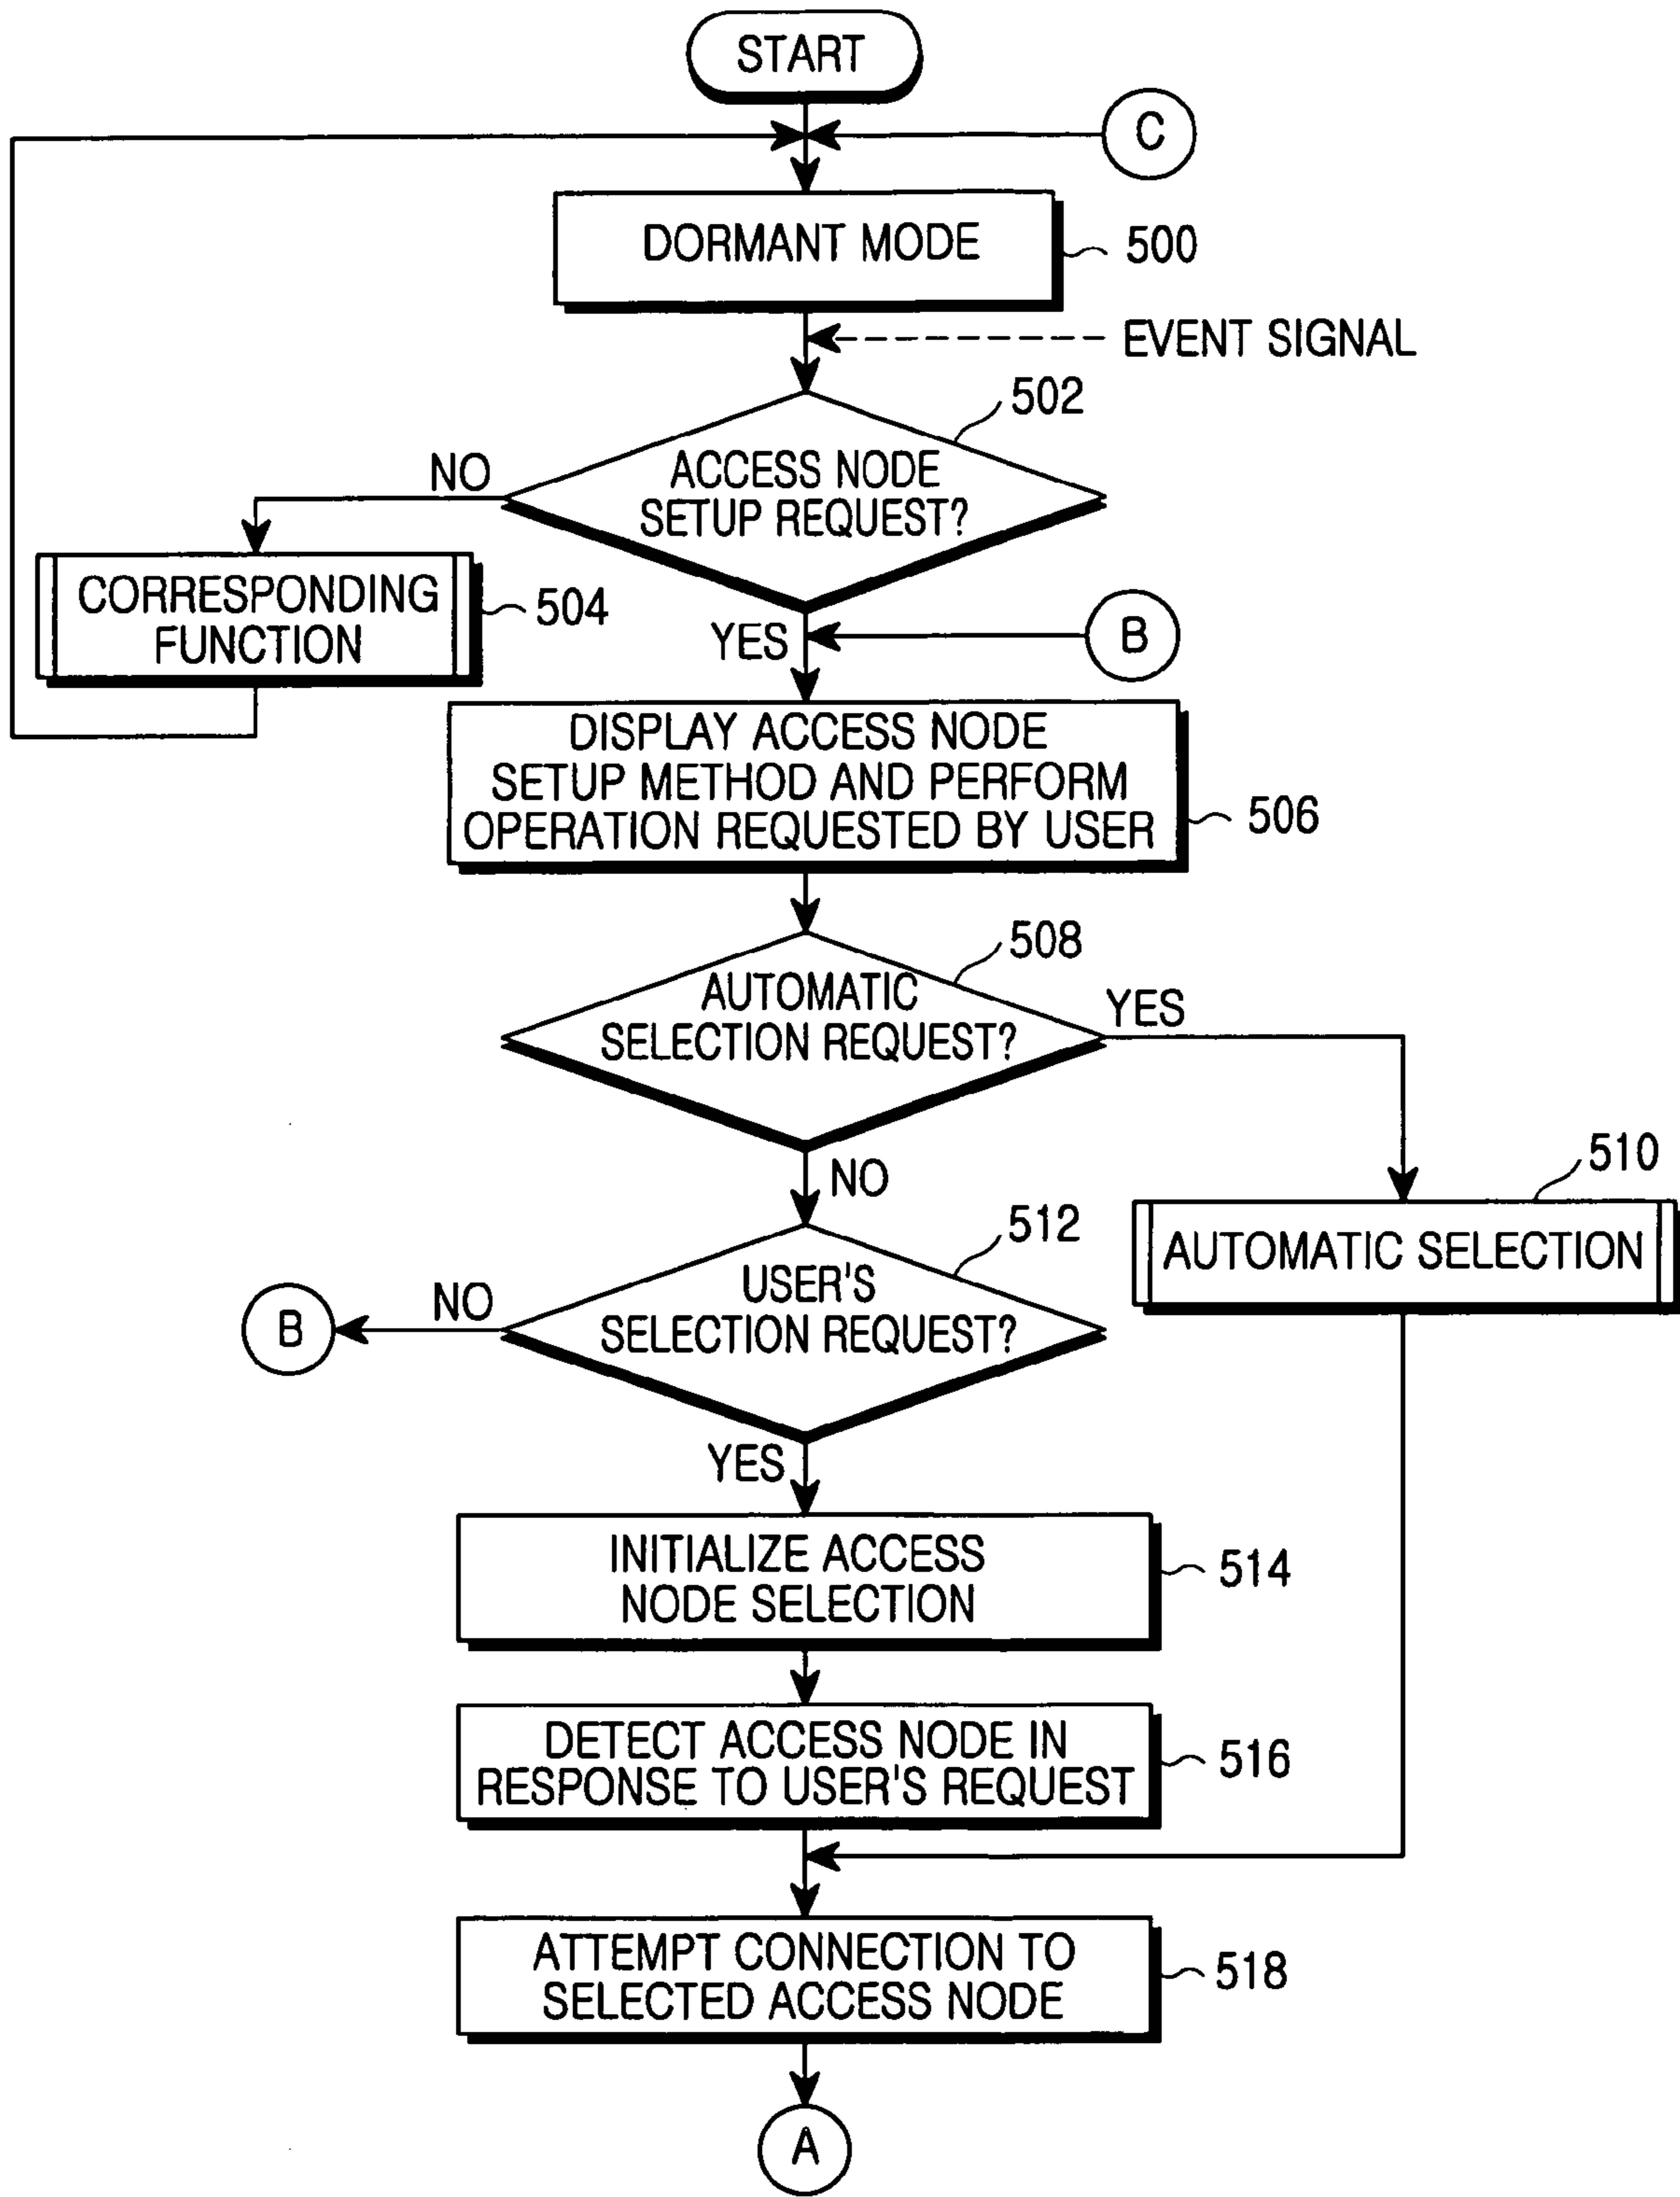 START
C
DORMANT MODE
500
EVENT SIGNAL
502
NO
ACCESS NODE
SETUP REQUEST?
CORRESPONDING
FUNCTION
504
YES
B
DISPLAY ACCESS NODE
SETUP METHOD AND PERFORM
OPERATION REQUESTED BY USER
506
508
AUTOMATIC
SELECTION REQUEST?
YES
NO
510
AUTOMATIC SELECTION
512
USER'S
SELECTION REQUEST?
NO
B
YES
INITIALIZE ACCESS
NODE SELECTION
514
DETECT ACCESS NODE IN
RESPONSE TO USER'S REQUEST
516
ATTEMPT CONNECTION TO
SELECTED ACCESS NODE
518
A